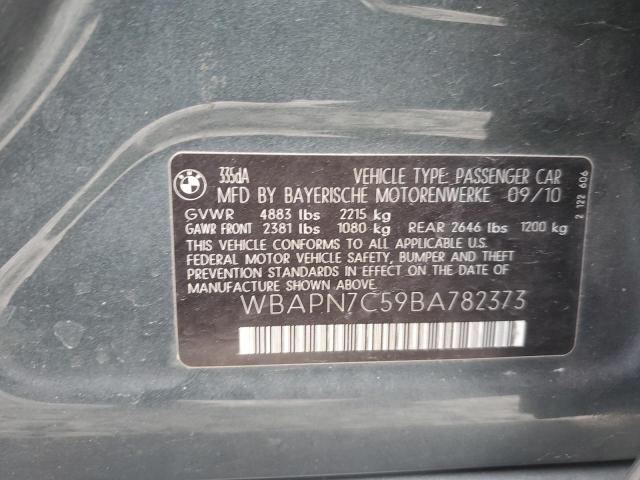 BMW
335dA
VEHICLE TYPE: PASSENGER CAR
MFD BY BAYERISCHE MOTORENWERKE 09/10
GVWR 4883 lbs 2215 kg
GAWR FRONT 2381 lbs 1080 kg REAR 2646 lbs 1200 kg
THIS VEHICLE CONFORMS TO ALL APPLICABLE U.S.
FEDERAL MOTOR VEHICLE SAFETY, BUMPER AND THEFT
PREVENTION STANDARDS IN EFFECT ON THE DATE OF
MANUFACTURE SHOWN ABOVE.
WBAPN7C59BA782373
2 122 606